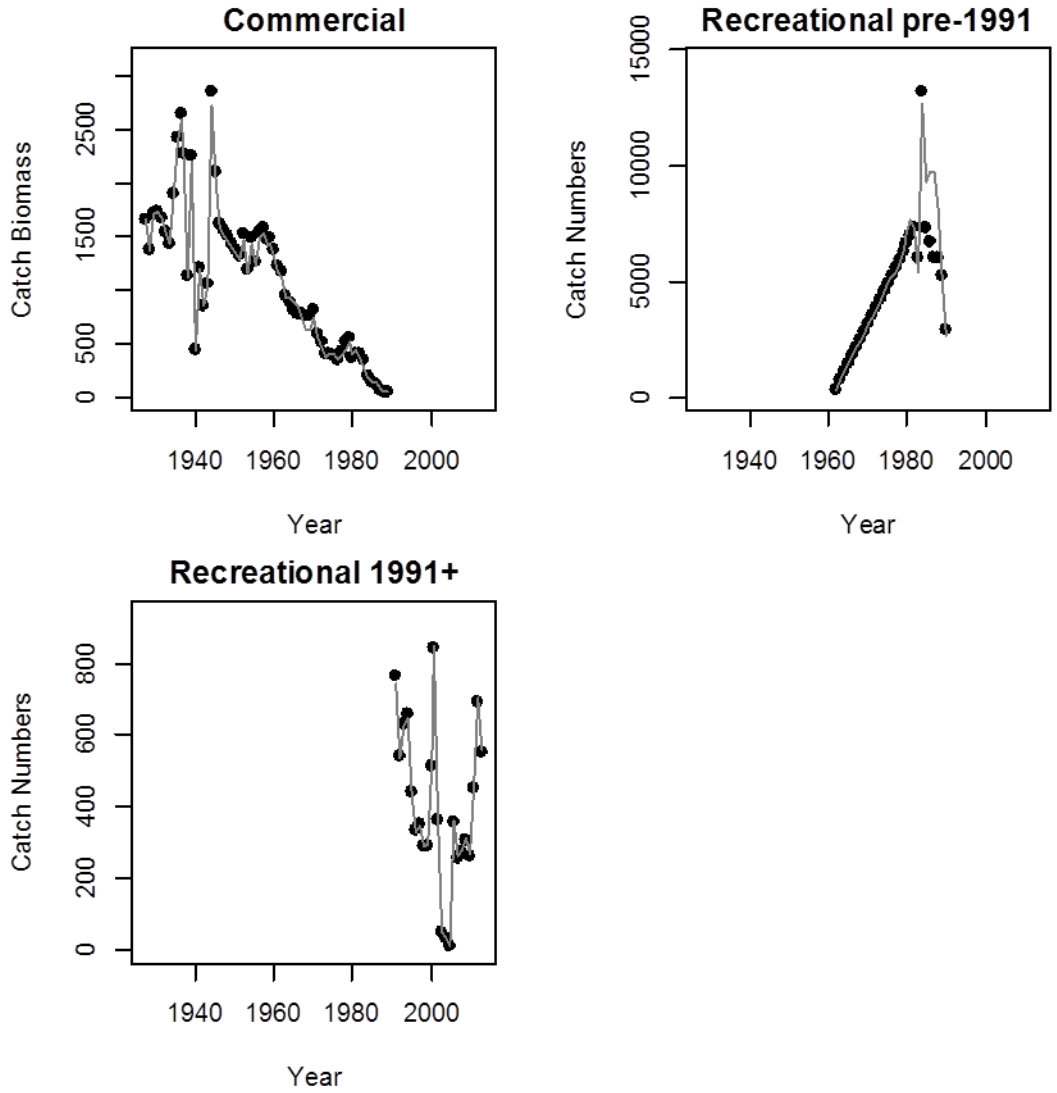 Commercial
Catch Biomass
2500
1500
500
0
1940 1960 1980 2000
Year
Recreational pre-1991
Catch Numbers
15000
10000
5000
0
1940 1960 1980 2000
Year
Recreational 1991+
Catch Numbers
800
600
400
200
0
1940 1960 1980 2000
Year